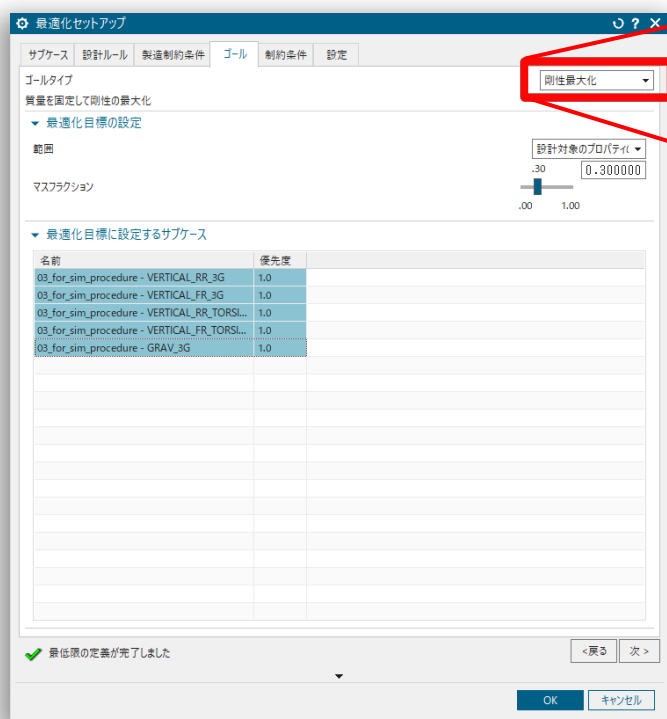 最適化セットアップ
サブケース 設計ルール 製造制約条件 ゴール 制約条件 設定
ゴールタイプ 剛性最大化
質量を固定して剛性の最大化
最適化目標の設定
範囲 設計対象のプロパティ(
.30 0.300000
マスフラクション
.00 1.00
最適化目標に設定するサブケース
名前 優先度
03_for_sim_procedure - VERTICAL_RR_3G 1.0
03_for_sim_procedure - VERTICAL_FR_3G 1.0
03_for_sim_procedure - VERTICAL_RR_TORSI... 1.0
03_for_sim_procedure - VERTICAL_FR_TORSI... 1.0
03_for_sim_procedure - GRAV_3G 1.0
最低限の定義が完了しました <戻る 次 >
OK キャンセル